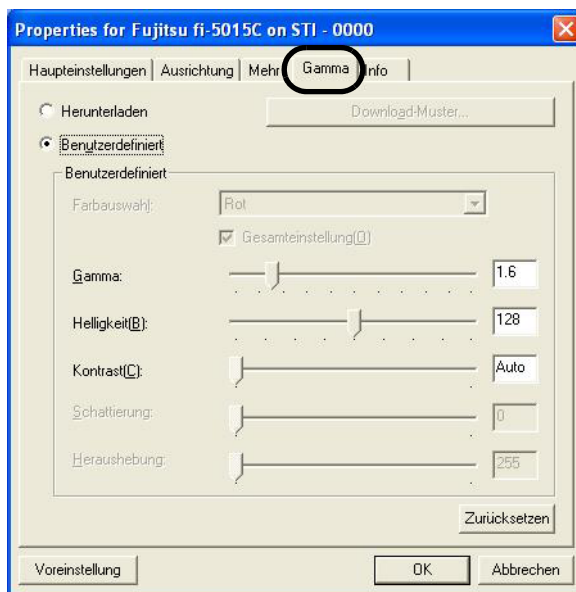 Properties for Fujitsu fi-5015C on STI - 0000
Haupteinstellungen Ausrichtung Mehr Gamma Info
Herunterladen Download-Muster...
Benutzerdefiniert
Benutzerdefiniert
Farbauswahl: Rot
Gesamteinstellung(O)
Gamma: 1.6
Helligkeit(B): 128
Kontrast(C): Auto
Schattierung: 0
Heraushebung: 255
Zurücksetzen
Voreinstellung OK Abbrechen